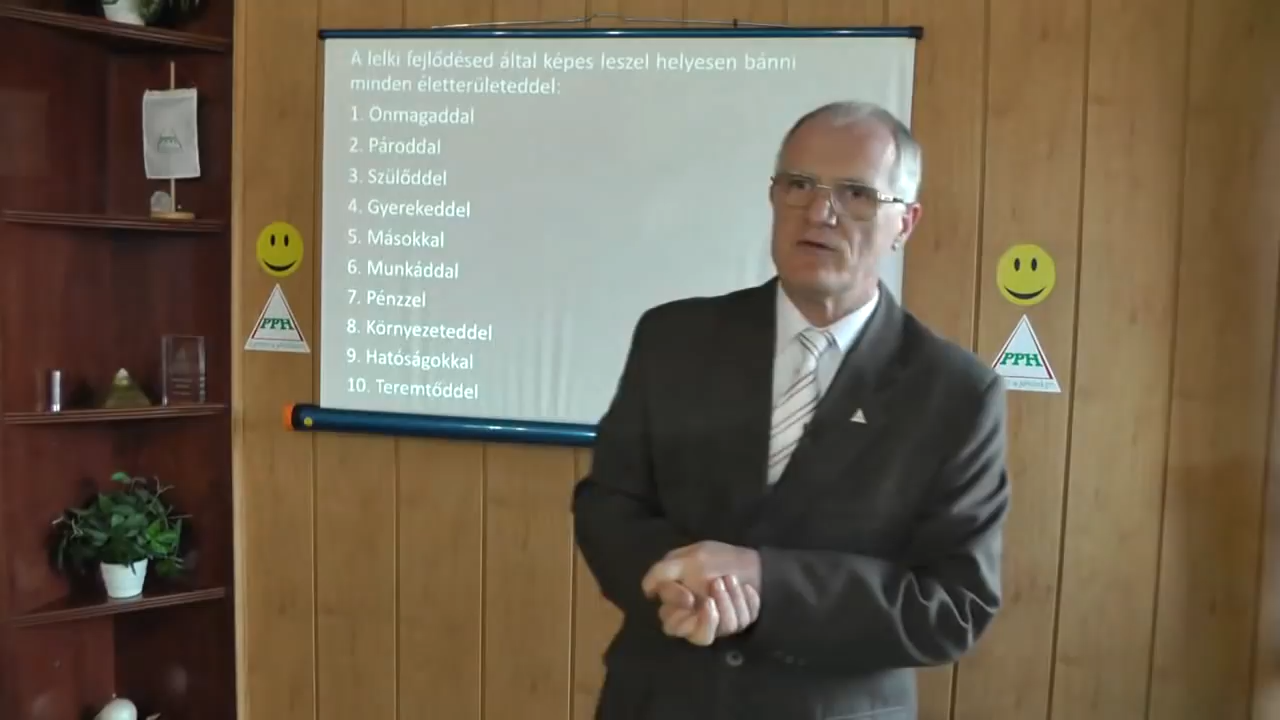 A lelki fejlődésed által képes leszel helyesen bánni
minden életterületeddel:
1. Önmagaddal
2. Pároddal
3. Szülőddel
4. Gyerekeddel
5. Másokkal
6. Munkáddal
7. Pénzzel
8. Környezeteddel
9. Hatóságokkal
10. Teremtőddel
PPH
PPH